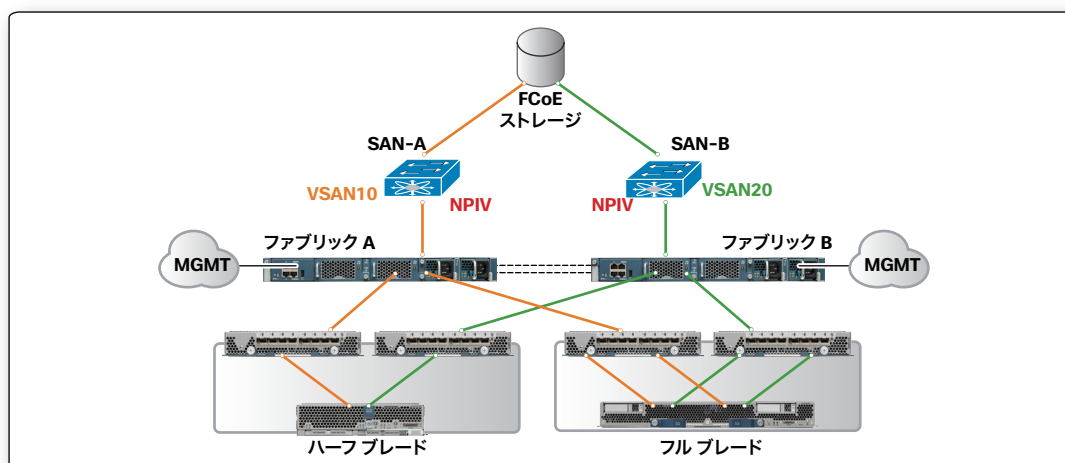 FCoE
ストレージ
SAN-A
SAN-B
VSAN10
NPIV
NPIV
VSAN20
ファブリック A
ファブリック B
MGMT
MGMT
ハーフ ブレード
フル ブレード